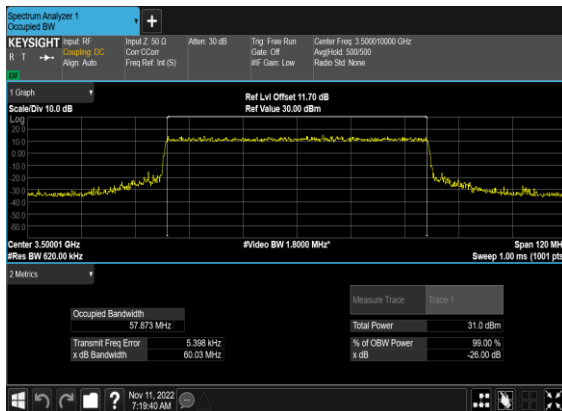 Spectrum Analyzer 1
Occupied BW
+
KEYSIGHT
R T
LXI
Input: RF
Coupling: DC
Align: Auto
Input Z: 50 Ω
Corr CCorr
Freq Ref: Int (S)
Atten: 30 dB
Trig: Free Run
Gate: Off
#IF Gain: Low
Center Freq: 3.500010000 GHz
Avg|Hold: 500/500
Radio Std: None
1 Graph
Scale/Div 10.0 dB
Ref Lvl Offset 11.70 dB
Ref Value 30.00 dBm
Log
20.0
10.0
0.00
-10.0
-20.0
-30.0
-40.0
-50.0
-60.0
Center 3.50001 GHz
#Res BW 620.00 kHz
#Video BW 1.8000 MHz*
Span 120 MH
Sweep 1.00 ms (1001 pts
2 Metrics
Measure Trace
Trace 1
Occupied Bandwidth
57.873 MHz
Total Power 31.0 dBm
Transmit Freq Error 5.398 kHz
% of OBW Power 99.00 %
x dB Bandwidth 60.03 MHz
x dB -26.00 dB
?
Nov 11, 2022
7:19:40 AM